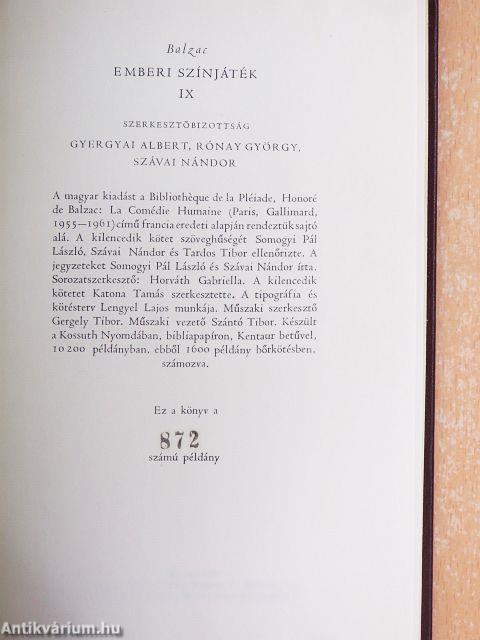 Balzac
EMBERI SZÍNJÁTÉK
IX
SZERKESZTŐBIZOTTSÁG
GYERGYAI ALBERT, RÓNAY GYÖRGY,
SZÁVAI NÁNDOR
A magyar kiadást a Bibliothèque de la Pléiade, Honoré
de Balzac: La Comédie Humaine (Paris, Gallimard,
1955—1961) című francia eredeti alapján rendeztük sajtó
alá. A kilencedik kötet szöveghűségét Somogyi Pál
László, Szávai Nándor és Tardos Tibor ellenőrizte. A
jegyzeteket Somogyi Pál László és Szávai Nándor írta.
Sorozatszerkesztő: Horváth Gabriella. A kilencedik
kötetet Katona Tamás szerkesztette. A tipográfia és
kötésterv Lengyel Lajos munkája. Műszaki szerkesztő
Gergely Tibor. Műszaki vezető Szántó Tibor. Készült
a Kossuth Nyomdában, bibliapapíron, Kentaur betűvel,
10 200 példányban, ebből 1600 példány bőrkötésben,
számozva.
Ez a könyv a
872
számú példány
Antikvárium.hu